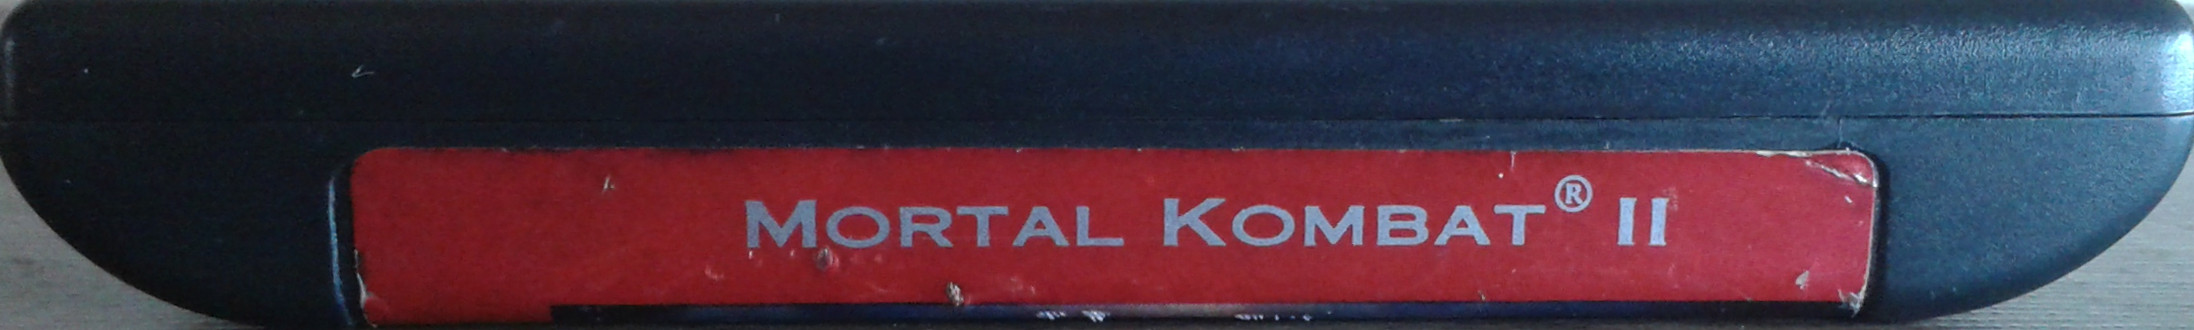 MORTAL KOMBAT® II